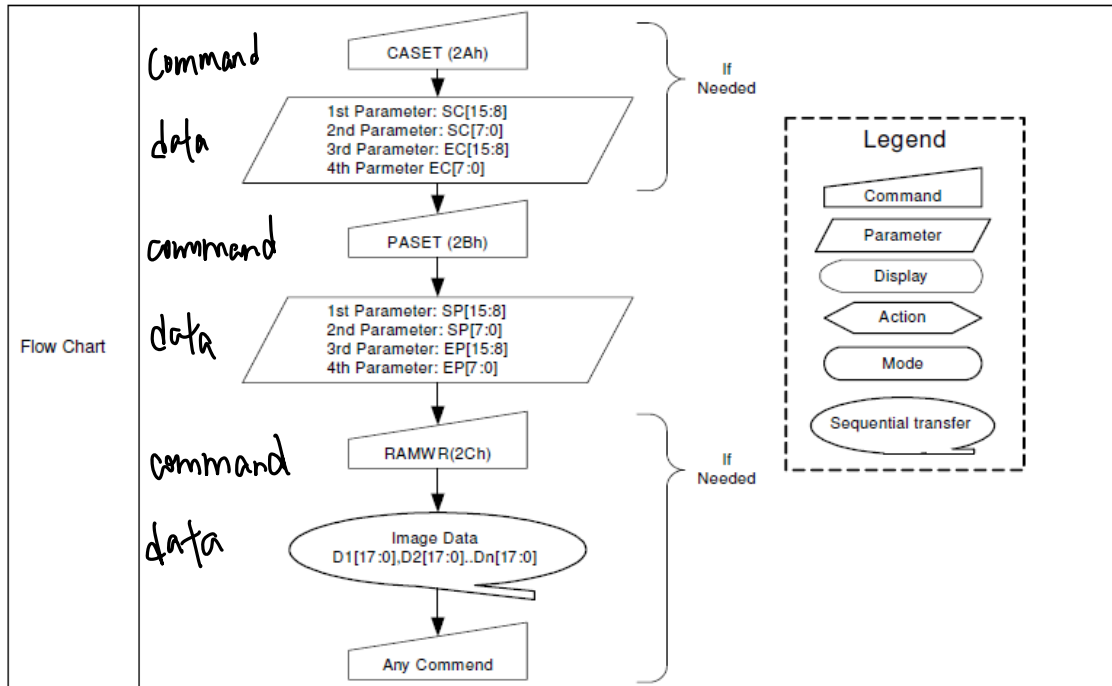 Flow Chart
command
CASET (2Ah)
If
Needed
data
1st Parameter: SC[15:8]
2nd Parameter: SC[7:0]
3rd Parameter: EC[15:8]
4th Parmeter EC[7:0]
command
PASET (2Bh)
data
1st Parameter: SP[15:8]
2nd Parameter: SP[7:0]
3rd Parameter: EP[15:8]
4th Parameter: EP[7:0]
command
RAMWR(2Ch)
If
Needed
data
Image Data
D1[17:0],D2[17:0]..Dn[17:0]
Any Commend
Legend
Command
Parameter
Display
Action
Mode
Sequential transfer